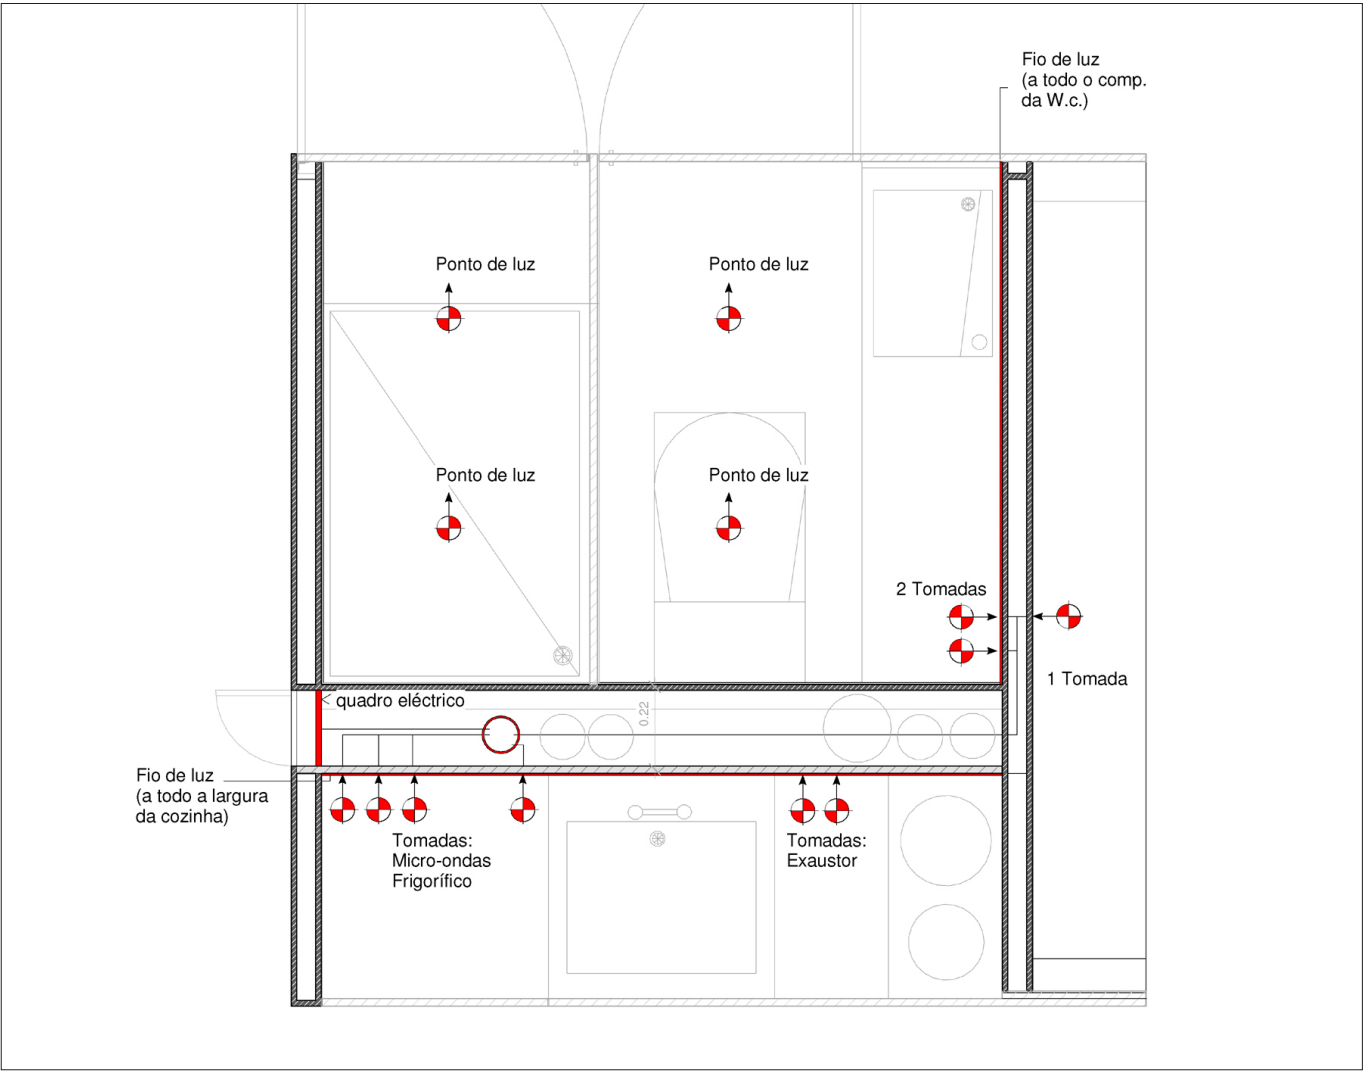 Fio de luz
(a todo o comp.
da W.c.)
Ponto de luz
Ponto de luz
Ponto de luz
Ponto de luz
2 Tomadas
1 Tomada
quadro eléctrico
0.22
Fio de luz
(a todo a largura
da cozinha)
Tomadas:
Micro-ondas
Frigorífico
Tomadas:
Exaustor